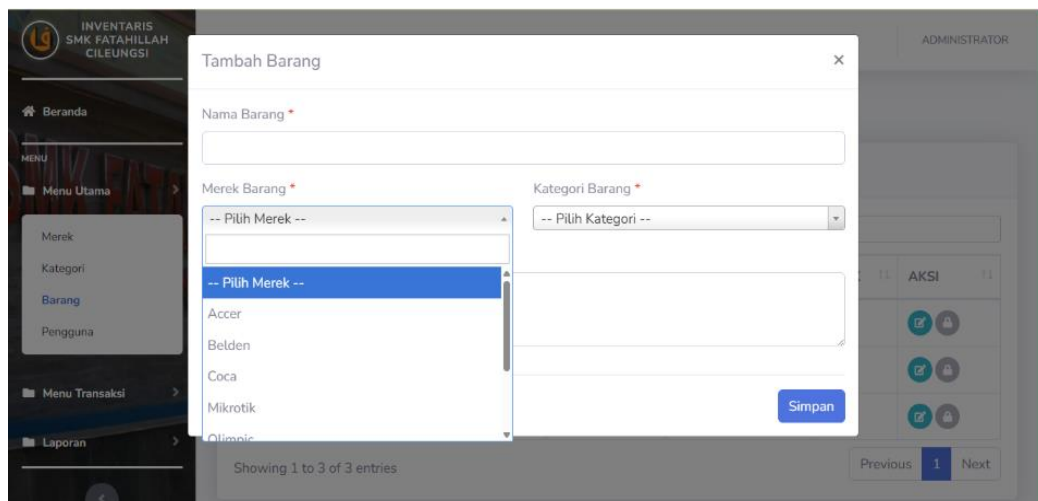 INVENTARIS
SMK FATAHILLAH
CILEUNGSI
ADMINISTRATOR
Tambah Barang
×
Beranda
Nama Barang *
MENU
Menu Utama
Merek Barang *
Kategori Barang *
-- Pilih Merek --
-- Pilih Kategori --
Merek
Kategori
Barang
Pengguna
-- Pilih Merek --
Accer
Belden
Coca
Mikrotik
Olimpic
AKSI
Menu Transaksi
Simpan
Laporan
Showing 1 to 3 of 3 entries
Previous 1 Next